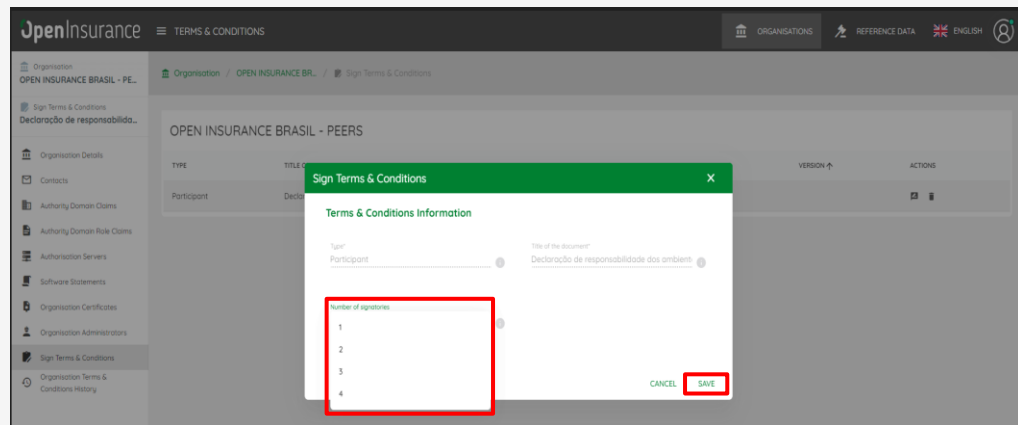 OpenInsurance
TERMS & CONDITIONS
ORGANISATIONS
REFERENCE DATA
ENGLISH
Organisation
OPEN INSURANCE BRASIL - PE...
Organisation / OPEN INSURANCE BR... / Sign Terms & Conditions
Sign Terms & Conditions
Declaração de responsabilida...
Organisation Details
Contacts
Authority Domain Claims
Authority Domain Role Claims
Authorisation Servers
Software Statements
Organisation Certificates
Organisation Administrators
Sign Terms & Conditions
Organisation Terms &
Conditions History
OPEN INSURANCE BRASIL - PEERS
TYPE
TITLE O
VERSION
ACTIONS
Participant
Declar
Sign Terms & Conditions
X
Terms & Conditions Information
Type*
Participant
Title of the document*
Declaração de responsabilidade dos ambient
Number of signatories
1
2
3
4
CANCEL
SAVE